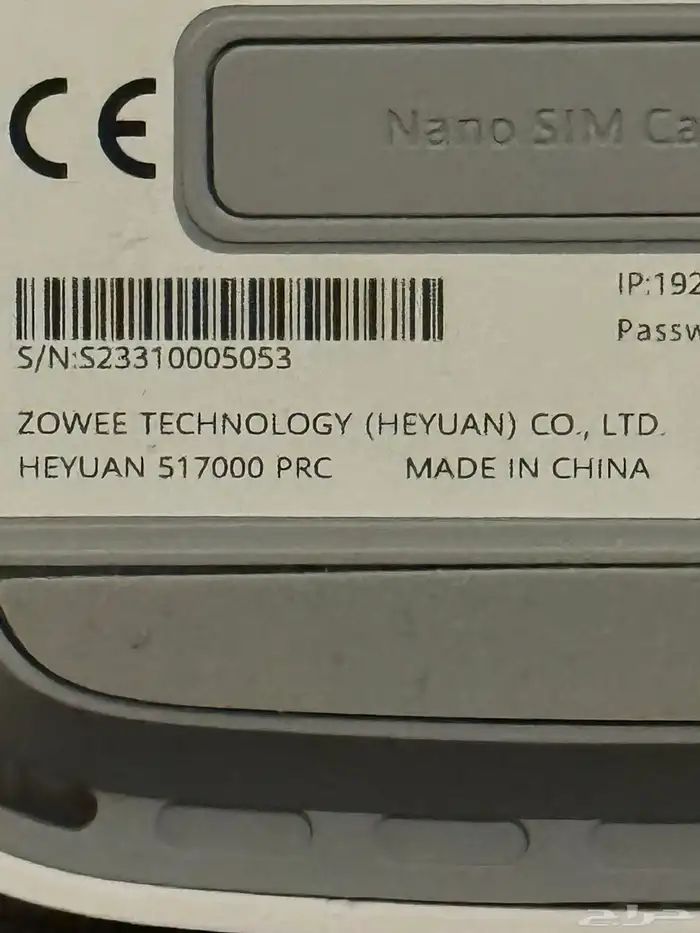 CE
Nano SIM Ca
S/N:S23310005053
IP:192
Passw
ZOWEE TECHNOLOGY (HEYUAN) CO., LTD.
HEYUAN 517000 PRC MADE IN CHINA
حراج